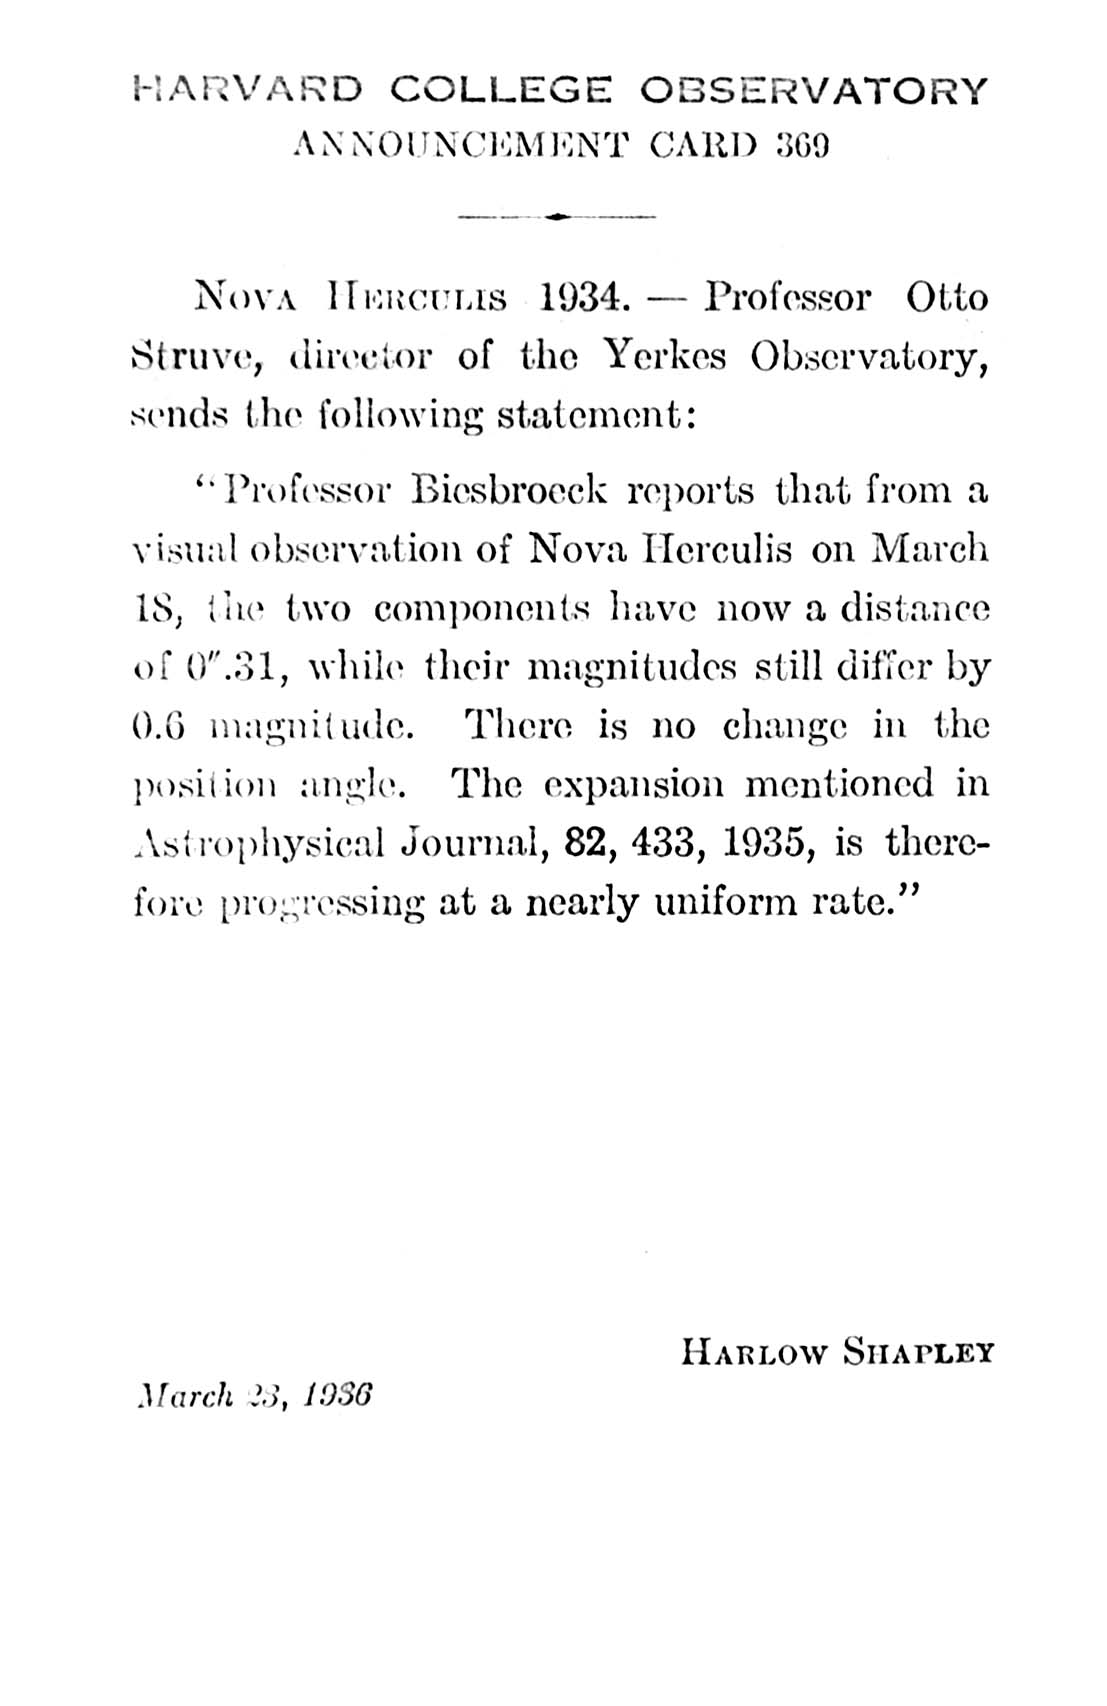 HARVARD COLLEGE OBSERVATORY
ANNOUNCEMENT CARD 369
NOVA HERCULIS 1934. — Professor Otto
Struve, director of the Yerkes Observatory,
sends the following statement:
"Professor Biesbroeck reports that from a
visual observation of Nova Herculis on March
18, the two components have now a distance
of 0″.31, while their magnitudes still differ by
0.6 magnitude. There is no change in the
position angle. The expansion mentioned in
Astrophysical Journal, 82, 433, 1935, is there-
fore progressing at a nearly uniform rate."
HARLOW SHAPLEY
March 23, 1936